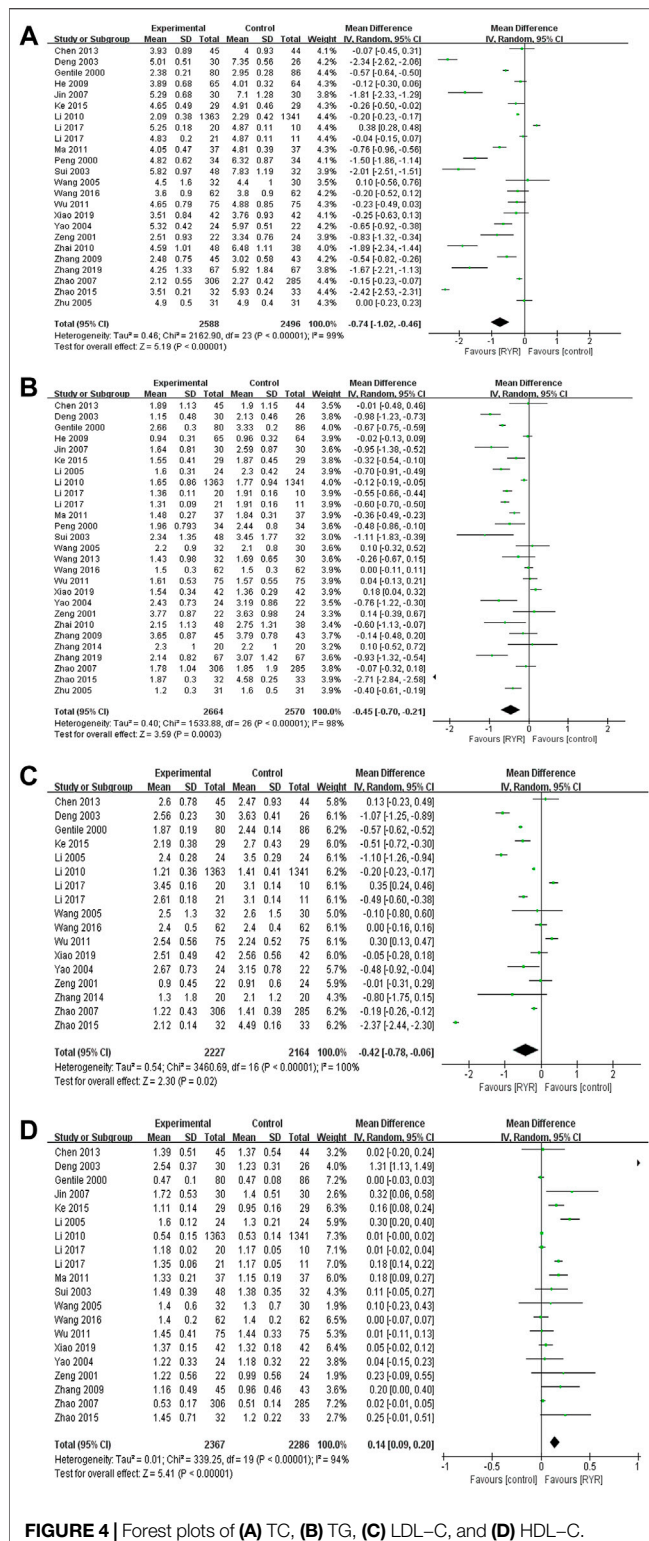 A
Experimental Control Mean Difference Mean Difference
Study or Subgroup Mean SD Total Mean SD Total Weight IV, Random, 95% CI IV, Random, 95% CI
Chen 2013 3.93 0.89 45 4 0.93 44 4.1% -0.07 [-0.45, 0.31]
Deng 2003 5.01 0.51 30 7.35 0.56 26 4.2% -2.34 [-2.62, -2.06]
Gentile 2000 2.38 0.21 80 2.95 0.28 86 4.4% -0.57 [-0.64, -0.50]
He 2009 3.89 0.68 65 4.01 0.32 64 4.3% -0.12 [-0.30, 0.06]
Jin 2007 5.29 0.68 30 7.1 1.28 30 4.0% -1.81 [-2.33, -1.29]
Ke 2015 4.65 0.49 29 4.91 0.46 29 4.3% -0.26 [-0.50, -0.02]
Li 2010 2.09 0.38 1363 2.29 0.42 1341 4.4% -0.20 [-0.23, -0.17]
Li 2017 5.25 0.18 20 4.87 0.11 10 4.3% 0.38 [0.28, 0.48]
Li 2017 4.83 0.2 21 4.87 0.11 11 4.3% -0.04 [-0.15, 0.07]
Ma 2011 4.05 0.47 37 4.81 0.39 37 4.3% -0.76 [-0.96, -0.56]
Peng 2000 4.82 0.62 34 6.32 0.87 34 4.2% -1.50 [-1.86, -1.14]
Sui 2003 5.82 0.97 48 7.83 1.19 32 4.0% -2.01 [-2.51, -1.51]
Wang 2005 4.5 1.6 32 4.4 1 30 3.7% 0.10 [-0.56, 0.76]
Wang 2016 3.6 0.9 62 3.8 0.9 62 4.2% -0.20 [-0.52, 0.12]
Wu 2011 4.65 0.79 75 4.88 0.85 75 4.3% -0.23 [-0.49, 0.03]
Xiao 2019 3.51 0.84 42 3.76 0.93 42 4.1% -0.25 [-0.63, 0.13]
Yao 2004 5.32 0.42 24 5.97 0.51 22 4.2% -0.65 [-0.92, -0.38]
Zeng 2001 2.51 0.93 22 3.34 0.76 24 4.0% -0.83 [-1.32, -0.34]
Zhai 2010 4.59 1.01 48 6.48 1.11 38 4.1% -1.89 [-2.34, -1.44]
Zhang 2009 2.48 0.75 45 3.02 0.58 43 4.2% -0.54 [-0.82, -0.26]
Zhang 2019 4.25 1.33 67 5.92 1.84 67 3.9% -1.67 [-2.21, -1.13]
Zhao 2007 2.12 0.55 306 2.27 0.42 285 4.4% -0.15 [-0.23, -0.07]
Zhao 2015 3.51 0.21 32 5.93 0.24 33 4.3% -2.42 [-2.53, -2.31]
Zhu 2005 4.9 0.5 31 4.9 0.4 31 4.3% 0.00 [-0.23, 0.23]
Total (95% CI) 2588 2496 100.0% -0.74 [-1.02, -0.46]
Heterogeneity: Tau² = 0.46; Chi² = 2162.90, df = 23 (P < 0.00001); I² = 99%
Test for overall effect: Z = 5.19 (P < 0.00001)
-2 -1 0 1 2
Favours [RYR] Favours [control]
B
Experimental Control Mean Difference Mean Difference
Study or Subgroup Mean SD Total Mean SD Total Weight IV, Random, 95% CI IV, Random, 95% CI
Chen 2013 1.89 1.13 45 1.9 1.15 44 3.5% -0.01 [-0.48, 0.46]
Deng 2003 1.15 0.48 30 2.13 0.46 26 3.8% -0.98 [-1.23, -0.73]
Gentile 2000 2.66 0.3 80 3.33 0.2 86 4.0% -0.67 [-0.75, -0.59]
He 2009 0.94 0.31 65 0.96 0.32 64 3.9% -0.02 [-0.13, 0.09]
Jin 2007 1.64 0.81 30 2.59 0.87 30 3.5% -0.95 [-1.38, -0.52]
Ke 2015 1.55 0.41 29 1.87 0.45 29 3.8% -0.32 [-0.54, -0.10]
Li 2005 1.6 0.31 24 2.3 0.42 24 3.8% -0.70 [-0.91, -0.49]
Li 2010 1.65 0.86 1363 1.77 0.94 1341 4.0% -0.12 [-0.19, -0.05]
Li 2017 1.36 0.11 20 1.91 0.16 10 3.9% -0.55 [-0.66, -0.44]
Li 2017 1.31 0.09 21 1.91 0.16 11 3.9% -0.60 [-0.70, -0.50]
Ma 2011 1.48 0.27 37 1.84 0.31 37 3.9% -0.36 [-0.49, -0.23]
Peng 2000 1.96 0.793 34 2.44 0.8 34 3.6% -0.48 [-0.86, -0.10]
Sui 2003 2.34 1.35 48 3.45 1.77 32 2.9% -1.11 [-1.83, -0.39]
Wang 2005 2.2 0.9 32 2.1 0.8 30 3.5% 0.10 [-0.32, 0.52]
Wang 2013 1.43 0.98 32 1.69 0.65 30 3.5% -0.26 [-0.67, 0.15]
Wang 2016 1.5 0.3 62 1.5 0.3 62 3.9% 0.00 [-0.11, 0.11]
Wu 2011 1.61 0.53 75 1.57 0.55 75 3.9% 0.04 [-0.13, 0.21]
Xiao 2019 1.54 0.34 42 1.36 0.29 42 3.9% 0.18 [0.04, 0.32]
Yao 2004 2.43 0.73 24 3.19 0.86 22 3.5% -0.76 [-1.22, -0.30]
Zeng 2001 3.77 0.87 22 3.63 0.98 24 3.3% 0.14 [-0.39, 0.67]
Zhai 2010 2.15 1.13 48 2.75 1.31 38 3.3% -0.60 [-1.13, -0.07]
Zhang 2009 3.65 0.87 45 3.79 0.78 43 3.7% -0.14 [-0.48, 0.20]
Zhang 2014 2.3 1 20 2.2 1 20 3.2% 0.10 [-0.52, 0.72]
Zhang 2019 2.14 0.82 67 3.07 1.42 67 3.6% -0.93 [-1.32, -0.54]
Zhao 2007 1.78 1.04 306 1.85 1.9 285 3.8% -0.07 [-0.32, 0.18]
Zhao 2015 1.87 0.3 32 4.58 0.25 33 3.9% -2.71 [-2.84, -2.58]
Zhu 2005 1.2 0.3 31 1.6 0.5 31 3.8% -0.40 [-0.61, -0.19]
Total (95% CI) 2664 2570 100.0% -0.45 [-0.70, -0.21]
Heterogeneity: Tau² = 0.40; Chi² = 1533.88, df = 26 (P < 0.00001); I² = 98%
Test for overall effect: Z = 3.59 (P = 0.0003)
-2 -1 0 1 2
Favours [RYR] Favours [control]
C
Experimental Control Mean Difference Mean Difference
Study or Subgroup Mean SD Total Mean SD Total Weight IV, Random, 95% CI IV, Random, 95% CI
Chen 2013 2.6 0.78 45 2.47 0.93 44 5.8% 0.13 [-0.23, 0.49]
Deng 2003 2.56 0.23 30 3.63 0.41 26 6.1% -1.07 [-1.25, -0.89]
Gentile 2000 1.87 0.19 80 2.44 0.14 86 6.2% -0.57 [-0.62, -0.52]
Ke 2015 2.19 0.38 29 2.7 0.43 29 6.1% -0.51 [-0.72, -0.30]
Li 2005 2.4 0.28 24 3.5 0.29 24 6.1% -1.10 [-1.26, -0.94]
Li 2010 1.21 0.36 1363 1.41 0.41 1341 6.2% -0.20 [-0.23, -0.17]
Li 2017 3.45 0.16 20 3.1 0.14 10 6.1% 0.35 [0.24, 0.46]
Li 2017 2.61 0.18 21 3.1 0.14 11 6.1% -0.49 [-0.60, -0.38]
Wang 2005 2.5 1.3 32 2.6 1.5 30 5.0% -0.10 [-0.80, 0.60]
Wang 2016 2.4 0.5 62 2.4 0.4 62 6.1% 0.00 [-0.16, 0.16]
Wu 2011 2.54 0.56 75 2.24 0.52 75 6.1% 0.30 [0.13, 0.47]
Xiao 2019 2.51 0.49 42 2.56 0.56 42 6.1% -0.05 [-0.28, 0.18]
Yao 2004 2.67 0.73 24 3.15 0.78 22 5.7% -0.48 [-0.92, -0.04]
Zeng 2001 0.9 0.45 22 0.91 0.6 24 5.9% -0.01 [-0.31, 0.29]
Zhang 2014 1.3 1.8 20 2.1 1.2 20 4.3% -0.80 [-1.75, 0.15]
Zhao 2007 1.22 0.43 306 1.41 0.39 285 6.2% -0.19 [-0.26, -0.12]
Zhao 2015 2.12 0.14 32 4.49 0.16 33 6.2% -2.37 [-2.44, -2.30]
Total (95% CI) 2227 2164 100.0% -0.42 [-0.78, -0.06]
Heterogeneity: Tau² = 0.54; Chi² = 3460.69, df = 16 (P < 0.00001); I² = 100%
Test for overall effect: Z = 2.30 (P = 0.02)
-2 -1 0 1 2
Favours [RYR] Favours [control]
D
Experimental Control Mean Difference Mean Difference
Study or Subgroup Mean SD Total Mean SD Total Weight IV, Random, 95% CI IV, Random, 95% CI
Chen 2013 1.39 0.51 45 1.37 0.54 44 3.2% 0.02 [-0.20, 0.24]
Deng 2003 2.54 0.37 30 1.23 0.31 26 4.0% 1.31 [1.13, 1.49]
Gentile 2000 0.47 0.1 80 0.47 0.08 86 7.2% 0.00 [-0.03, 0.03]
Jin 2007 1.72 0.53 30 1.4 0.51 30 2.7% 0.32 [0.06, 0.58]
Ke 2015 1.11 0.14 29 0.95 0.16 29 6.4% 0.16 [0.08, 0.24]
Li 2005 1.6 0.12 24 1.3 0.21 24 6.0% 0.30 [0.20, 0.40]
Li 2010 0.54 0.15 1363 0.53 0.14 1341 7.4% 0.01 [-0.00, 0.02]
Li 2017 1.18 0.02 20 1.17 0.05 10 7.2% 0.01 [-0.02, 0.04]
Li 2017 1.35 0.06 21 1.17 0.05 11 7.1% 0.18 [0.14, 0.22]
Ma 2011 1.33 0.21 37 1.15 0.19 37 6.1% 0.18 [0.09, 0.27]
Sui 2003 1.49 0.39 48 1.38 0.35 32 4.3% 0.11 [-0.05, 0.27]
Wang 2005 1.4 0.6 32 1.3 0.7 30 2.0% 0.10 [-0.23, 0.43]
Wang 2016 1.4 0.2 62 1.4 0.2 62 6.6% 0.00 [-0.07, 0.07]
Wu 2011 1.45 0.41 75 1.44 0.33 75 5.5% 0.01 [-0.11, 0.13]
Xiao 2019 1.37 0.15 42 1.32 0.18 42 6.6% 0.05 [-0.02, 0.12]
Yao 2004 1.22 0.33 24 1.18 0.32 22 3.8% 0.04 [-0.15, 0.23]
Zeng 2001 1.22 0.56 22 0.99 0.56 24 2.1% 0.23 [-0.09, 0.55]
Zhang 2009 1.16 0.49 45 0.96 0.46 43 3.6% 0.20 [0.00, 0.40]
Zhao 2007 0.53 0.17 306 0.51 0.14 285 7.3% 0.02 [-0.01, 0.05]
Zhao 2015 1.45 0.71 32 1.2 0.22 33 2.7% 0.25 [-0.01, 0.51]
Total (95% CI) 2367 2286 100.0% 0.14 [0.09, 0.20]
Heterogeneity: Tau² = 0.01; Chi² = 339.25, df = 19 (P < 0.00001); I² = 94%
Test for overall effect: Z = 5.41 (P < 0.00001)
-1 -0.5 0 0.5 1
Favours [control] Favours [RYR]
FIGURE 4 | Forest plots of (A) TC, (B) TG, (C) LDL–C, and (D) HDL–C.